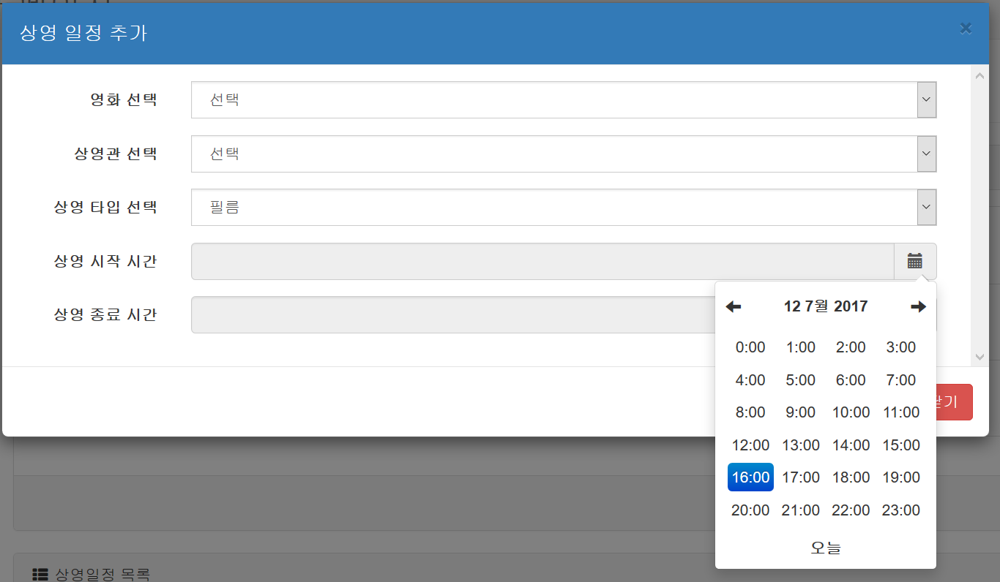 상영 일정 추가 ×
영화 선택 선택
상영관 선택 선택
상영 타입 선택 필름
상영 시작 시간
상영 종료 시간
12 7월 2017
0:00 1:00 2:00 3:00
4:00 5:00 6:00 7:00
8:00 9:00 10:00 11:00
12:00 13:00 14:00 15:00
16:00 17:00 18:00 19:00
20:00 21:00 22:00 23:00
오늘
기
상영일정 목록